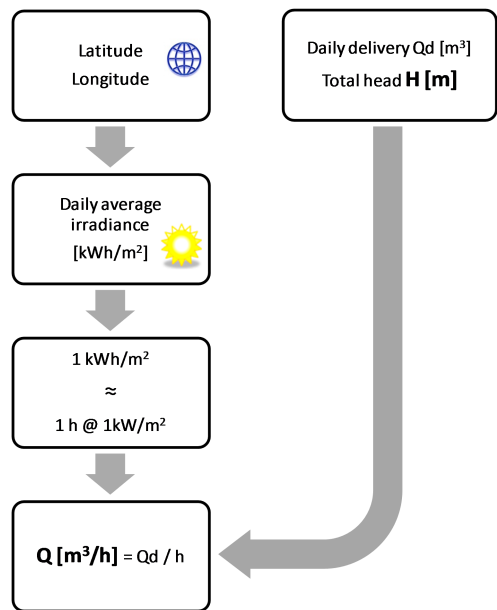 Latitude
Longitude
Daily delivery Qd [m³]
Total head H [m]
Daily average
irradiance
[kWh/m²]
1 kWh/m²
≈
1 h @ 1kW/m²
Q [m³/h] = Qd / h